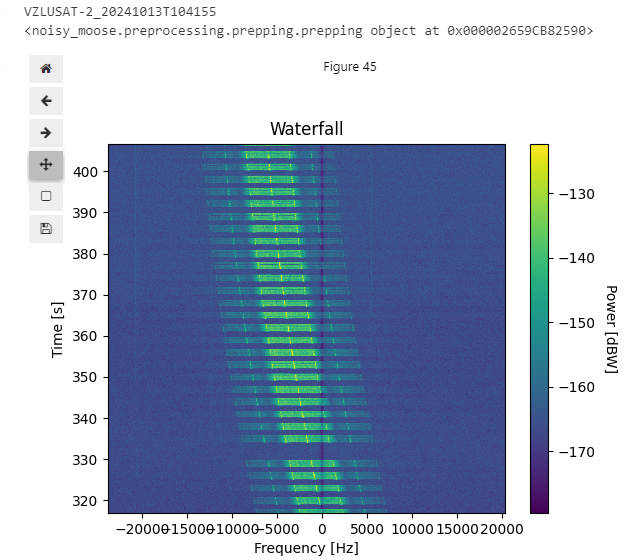 VZLUSAT-2_20241013T104155
<noisy_moose.preprocessing.prepping.prepping object at 0x000002659CB82590>
Figure 45
Waterfall
400
390
380
370
360
350
340
330
320
Time [s]
−20000 −15000 −10000 −5000 0 5000 10000 15000 20000
Frequency [Hz]
−130
−140
−150
−160
−170
Power [dBW]